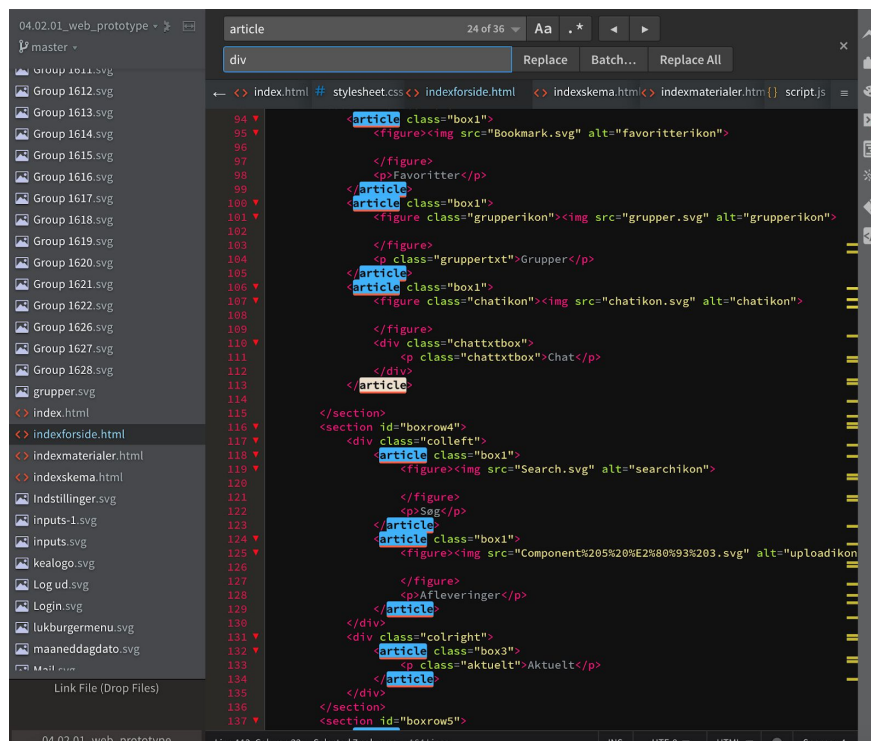 04.02.01_web_prototype
master
Group 1611.svg
Group 1612.svg
Group 1613.svg
Group 1614.svg
Group 1615.svg
Group 1616.svg
Group 1617.svg
Group 1618.svg
Group 1619.svg
Group 1620.svg
Group 1621.svg
Group 1622.svg
Group 1626.svg
Group 1627.svg
Group 1628.svg
grupper.svg
<> index.html
<> indexforside.html
<> indexmaterialer.html
<> indexskema.html
Indstillinger.svg
inputs-1.svg
inputs.svg
kealogo.svg
Log ud.svg
Login.svg
lukburgermenu.svg
maaneddagdato.svg
Mail.svg
Link File (Drop Files)
04.02.01_web_prototype
article 24 of 36 Aa .*
div Replace Batch... Replace All
<> index.html # stylesheet.css <> indexforside.html <> indexskema.html <> indexmaterialer.htm {} script.js
94 <article class="box1">
95 <figure><img src="Bookmark.svg" alt="favoritterikon">
96
97 </figure>
98 <p>Favoritter</p>
99 </article>
100 <article class="box1">
101 <figure class="grupperikon"><img src="grupper.svg" alt="grupperikon">
102
103 </figure>
104 <p class="gruppertxt">Grupper</p>
105 </article>
106 <article class="box1">
107 <figure class="chatikon"><img src="chatikon.svg" alt="chatikon">
108
109 </figure>
110 <div class="chattxtbox">
111 <p class="chattxtbox">Chat</p>
112 </div>
113 </article>
114
115 </section>
116 <section id="boxrow4">
117 <div class="colleft">
118 <article class="box1">
119 <figure><img src="Search.svg" alt="searchikon">
120
121 </figure>
122 <p>Søg</p>
123 </article>
124 <article class="box1">
125 <figure><img src="Component%205%20%E2%80%93%203.svg" alt="uploadikon
126
127 </figure>
128 <p>Afleveringer</p>
129 </article>
130 </div>
131 <div class="colright">
132 <article class="box3">
133 <p class="aktuelt">Aktuelt</p>
134 </article>
135 </div>
136 </section>
137 <section id="boxrow5">